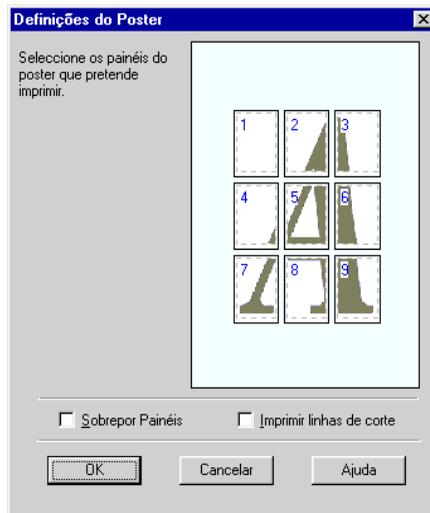 Definições do Poster
Seleccione os painéis do
poster que pretende
imprimir.
1 2 3
4 5 6
7 8 9
Sobrepor Painéis Imprimir linhas de corte
OK Cancelar Ajuda